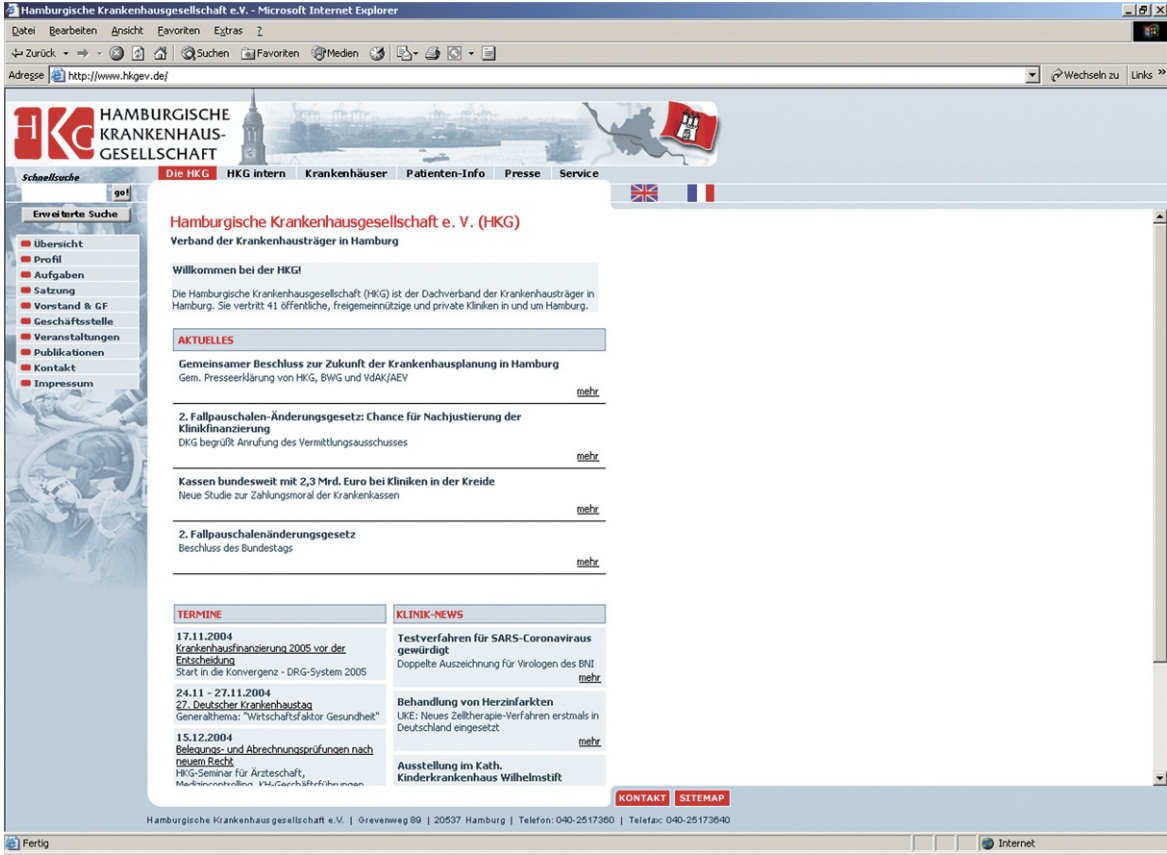 Hamburgische Krankenhausgesellschaft e.V. - Microsoft Internet Explorer
Datei Bearbeiten Ansicht Favoriten Extras ?
Zurück Suchen Favoriten Medien
Adresse http://www.hkgev.de/ Wechseln zu Links »
HKG HAMBURGISCHE
KRANKENHAUS-
GESELLSCHAFT
Schnellsuche
go!
Erweiterte Suche
Die HKG HKG intern Krankenhäuser Patienten-Info Presse Service
Übersicht
Profil
Aufgaben
Satzung
Vorstand & GF
Geschäftsstelle
Veranstaltungen
Publikationen
Kontakt
Impressum
Hamburgische Krankenhausgesellschaft e. V. (HKG)
Verband der Krankenhausträger in Hamburg
Willkommen bei der HKG!
Die Hamburgische Krankenhausgesellschaft (HKG) ist der Dachverband der Krankenhausträger in
Hamburg. Sie vertritt 41 öffentliche, freigemeinnützige und private Kliniken in und um Hamburg.
AKTUELLES
Gemeinsamer Beschluss zur Zukunft der Krankenhausplanung in Hamburg
Gem. Presseerklärung von HKG, BWG und VdAK/AEV
mehr
2. Fallpauschalen-Änderungsgesetz: Chance für Nachjustierung der
Klinikfinanzierung
DKG begrüßt Anrufung des Vermittlungsausschusses
mehr
Kassen bundesweit mit 2,3 Mrd. Euro bei Kliniken in der Kreide
Neue Studie zur Zahlungsmoral der Krankenkassen
mehr
2. Fallpauschalenänderungsgesetz
Beschluss des Bundestags
mehr
TERMINE
17.11.2004
Krankenhausfinanzierung 2005 vor der
Entscheidung
Start in die Konvergenz - DRG-System 2005
24.11 - 27.11.2004
27. Deutscher Krankenhaustag
Generalthema: "Wirtschaftsfaktor Gesundheit"
15.12.2004
Belegungs- und Abrechnungsprüfungen nach
neuem Recht
HKG-Seminar für Ärzteschaft,
Medizincontrolling, KH-Geschäftsführungen
KLINIK-NEWS
Testverfahren für SARS-Coronaviraus
gewürdigt
Doppelte Auszeichnung für Virologen des BNI
mehr
Behandlung von Herzinfarkten
UKE: Neues Zelltherapie-Verfahren erstmals in
Deutschland eingesetzt
mehr
Ausstellung im Kath.
Kinderkrankenhaus Wilhelmstift
KONTAKT SITEMAP
Hamburgische Krankenhausgesellschaft e.V. | Grevenweg 89 | 20537 Hamburg | Telefon: 040-2517360 | Telefax: 040-25173640
Fertig Internet